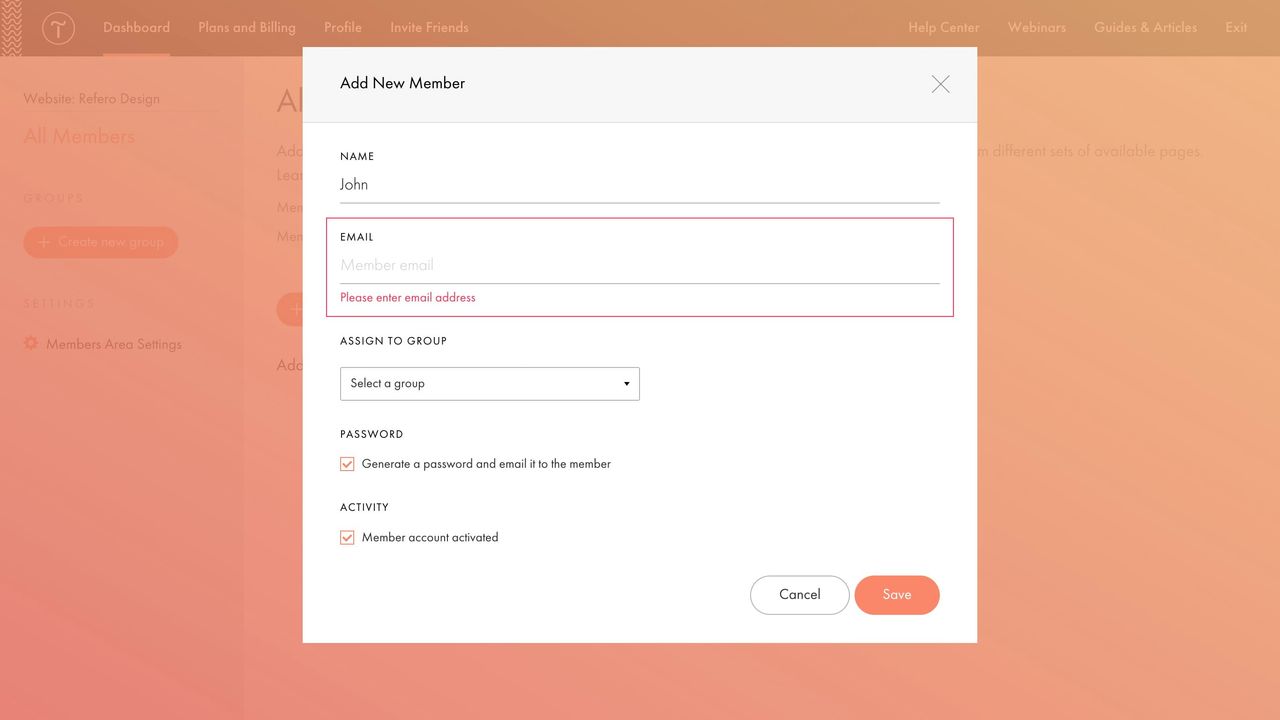 Dashboard Plans and Billing Profile Invite Friends Help Center Webinars Guides & Articles Exit
Website: Refero Design
All Members
GROUPS
+ Create new group
SETTINGS
Members Area Settings
m different sets of available pages.
Add New Member
NAME
John
EMAIL
Member email
Please enter email address
ASSIGN TO GROUP
Select a group
PASSWORD
Generate a password and email it to the member
ACTIVITY
Member account activated
Cancel Save